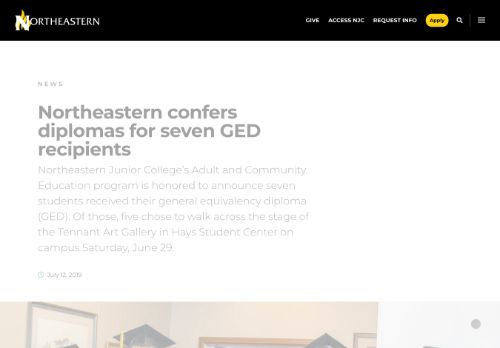 NORTHEASTERN
GIVE ACCESS NJC REQUEST INFO Apply
NEWS
Northeastern confers
diplomas for seven GED
recipients
Northeastern Junior College's Adult and Community
Education program is honored to announce seven
students received their general equivalency diploma
(GED). Of those, five chose to walk across the stage of
the Tennant Art Gallery in Hays Student Center on
campus Saturday, June 29.
July 12, 2019